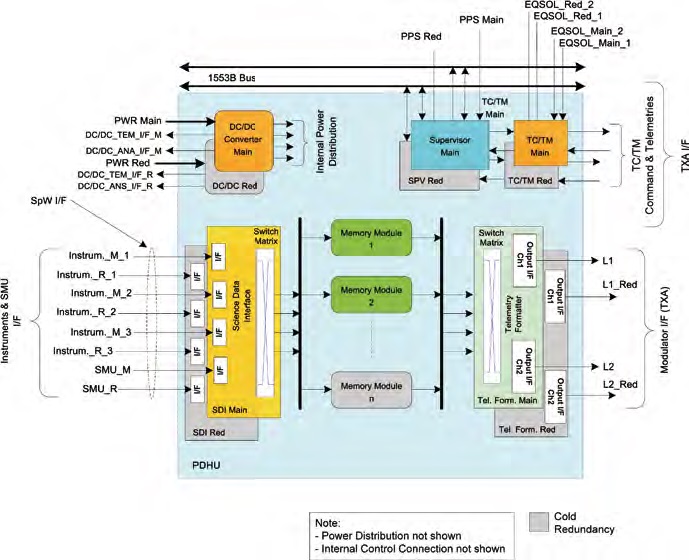 EQSOL_Red_2
EQSOL_Red_1
PPS Main
PPS Red
EQSOL_Main_2
EQSOL_Main_1
1553B Bus
PWR Main
DC/DC_TEM_I/F_M
DC/DC_ANA_I/F_M
PWR Red
DC/DC_TEM_I/F_R
DC/DC_ANS_I/F_R
DC/DC
Converter
Main
DC/DC Red
Internal Power
Distribution
TC/TM
Main
Supervisor
Main
SPV Red
TC/TM
Main
TC/TM Red
TC/TM
Command & Telemetries
TXA I/F
SpW I/F
Instruments & SMU
I/F
Instrum._M_1
Instrum._R_1
Instrum._M_2
Instrum._R_2
Instrum._M_3
Instrum._R_3
SMU_M
SMU_R
I/F
I/F
I/F
I/F
I/F
I/F
I/F
I/F
Switch
Matrix
Science Data
Interface
SDI Main
SDI Red
Memory Module
1
Memory Module
2
Memory Module
n
Switch
Matrix
Telemetry
Formatter
Output I/F
Ch1
Output I/F
Ch1
Output I/F
Ch2
Output I/F
Ch2
Tel. Form. Main
Tel. Form. Red
L1
L1_Red
L2
L2_Red
Modulator I/F (TXA)
PDHU
Note:
- Power Distribution not shown
- Internal Control Connection not shown
Cold
Redundancy